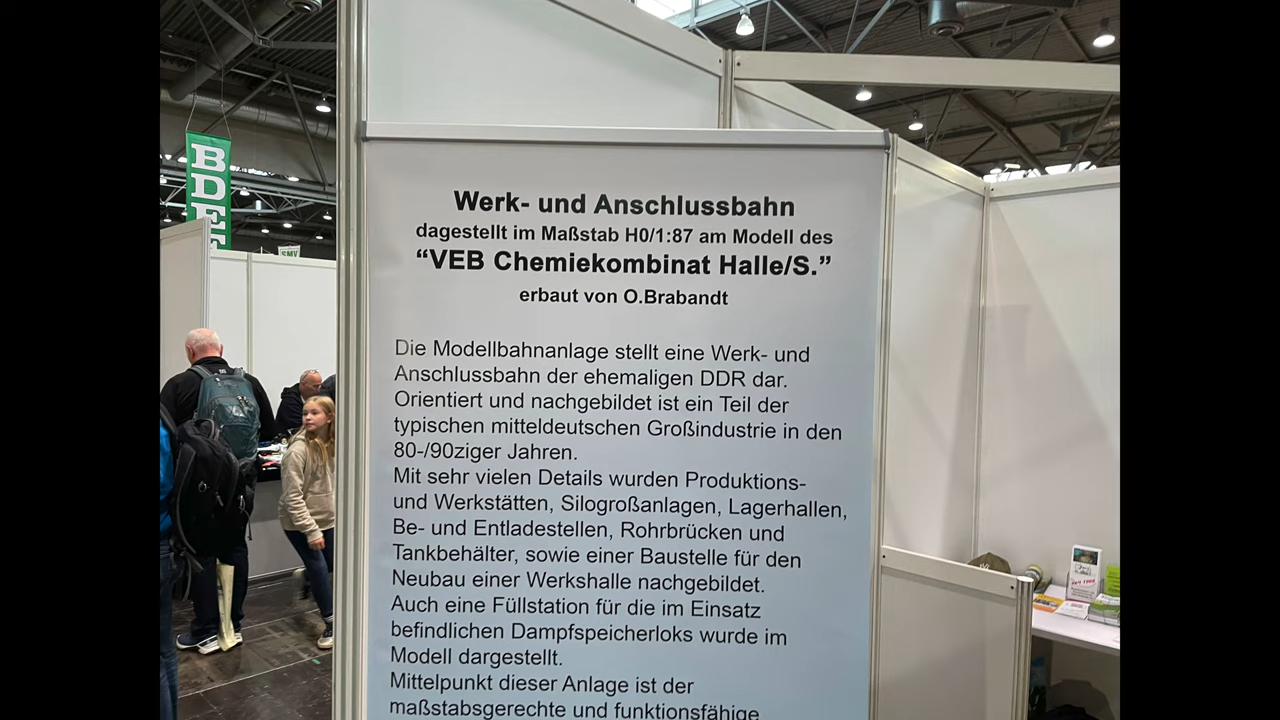 Werk- und Anschlussbahn
dagestellt im Maßstab H0/1:87 am Modell des
“VEB Chemiekombinat Halle/S.”
erbaut von O.Brabandt
Die Modellbahnanlage stellt eine Werk- und
Anschlussbahn der ehemaligen DDR dar.
Orientiert und nachgebildet ist ein Teil der
typischen mitteldeutschen Großindustrie in den
80-/90ziger Jahren.
Mit sehr vielen Details wurden Produktions-
und Werkstätten, Silogroßanlagen, Lagerhallen,
Be- und Entladestellen, Rohrbrücken und
Tankbehälter, sowie einer Baustelle für den
Neubau einer Werkshalle nachgebildet.
Auch eine Füllstation für die im Einsatz
befindlichen Dampfspeicherloks wurde im
Modell dargestellt.
Mittelpunkt dieser Anlage ist der
maßstabsgerechte und funktionsfähige
SMV